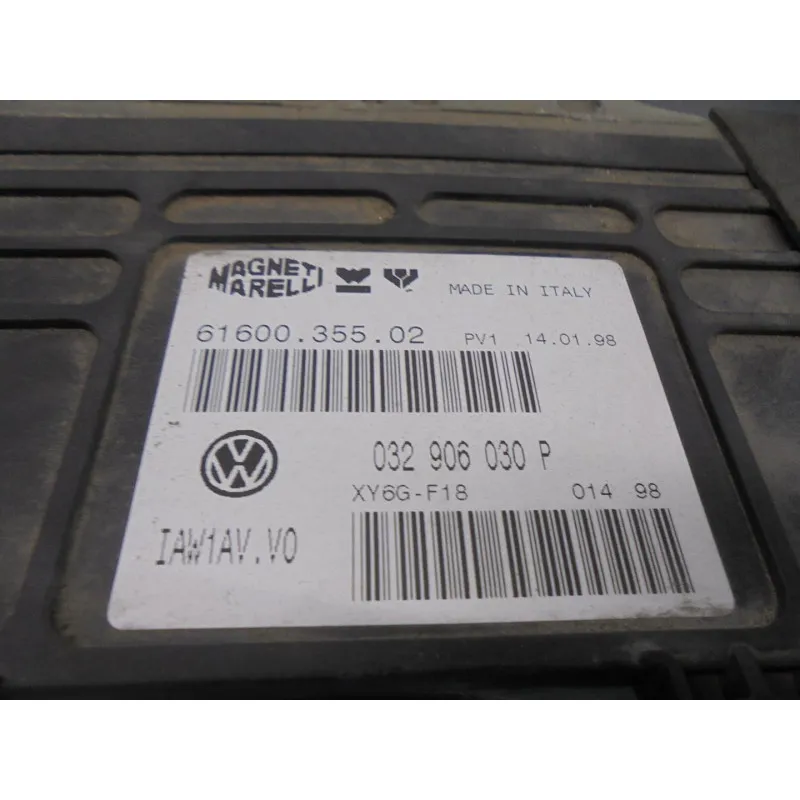 MAGNETI
MARELLI
MADE IN ITALY
61600.355.02 PV1 14.01.98
032 906 030 P
XY6G-F18 014 98
IAW1AV.V0